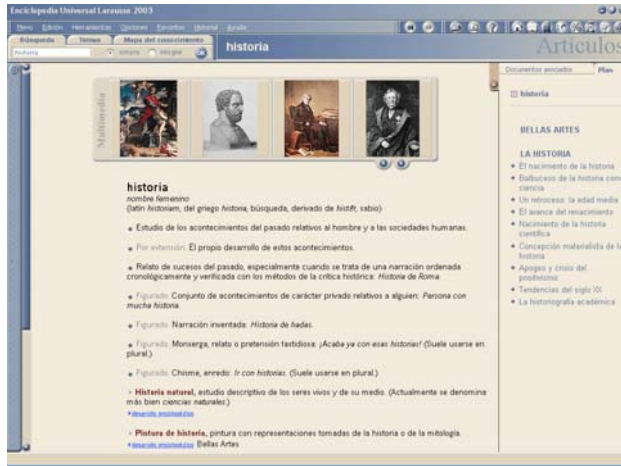 Enciclopedia Universal Larousse 2003
Menú Edición Herramientas Opciones Favoritos Historial Ayuda
Búsqueda Temas Mapa del conocimiento
historia simple integral
historia
Artículos
Documentos asociados Plan
Multimedia
historia
BELLAS ARTES
LA HISTORIA
El nacimiento de la historia
Balbuceos de la historia como
ciencia
Un retroceso: la edad media
El avance del renacimiento
Nacimiento de la historia
científica
Concepción materialista de la
historia
Apogeo y crisis del
positivismo
Tendencias del siglo XX
La historiografía académica
historia
nombre femenino
(latín historiam, del griego historia, búsqueda, derivado de histēr, sabio)
Estudio de los acontecimientos del pasado relativos al hombre y a las sociedades humanas.
Por extensión. El propio desarrollo de estos acontecimientos.
Relato de sucesos del pasado, especialmente cuando se trata de una narración ordenada
cronológicamente y verificada con los métodos de la crítica histórica: Historia de Roma.
Figurado. Conjunto de acontecimientos de carácter privado relativos a alguien: Persona con
mucha historia.
Figurado. Narración inventada: Historia de hadas.
Figurado. Monserga, relato o pretensión fastidiosa: ¡Acaba ya con esas historias! (Suele usarse en
plural.)
Figurado. Chisme, enredo: Ir con historias. (Suele usarse en plural.)
Historia natural, estudio descriptivo de los seres vivos y de su medio. (Actualmente se denomina
más bien ciencias naturales.)
desarrollo enciclopédico
Pintura de historia, pintura con representaciones tomadas de la historia o de la mitología.
desarrollo enciclopédico Bellas Artes